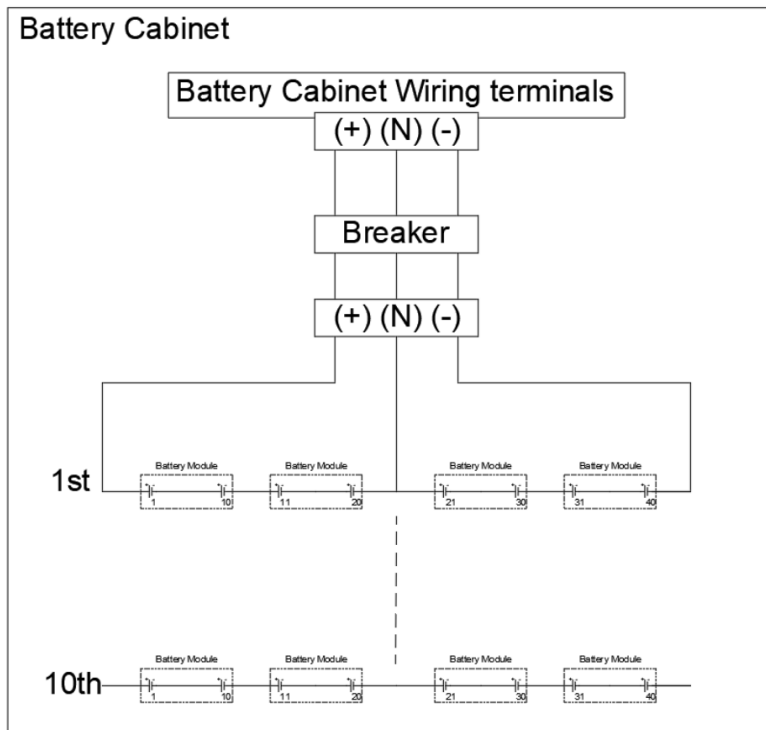 Battery Cabinet
Battery Cabinet Wiring terminals
(+) (N) (-)
Breaker
(+) (N) (-)
Battery Module Battery Module Battery Module Battery Module
1st
1 10 11 20 21 30 31 40
Battery Module Battery Module Battery Module Battery Module
10th
1 10 11 20 21 30 31 40